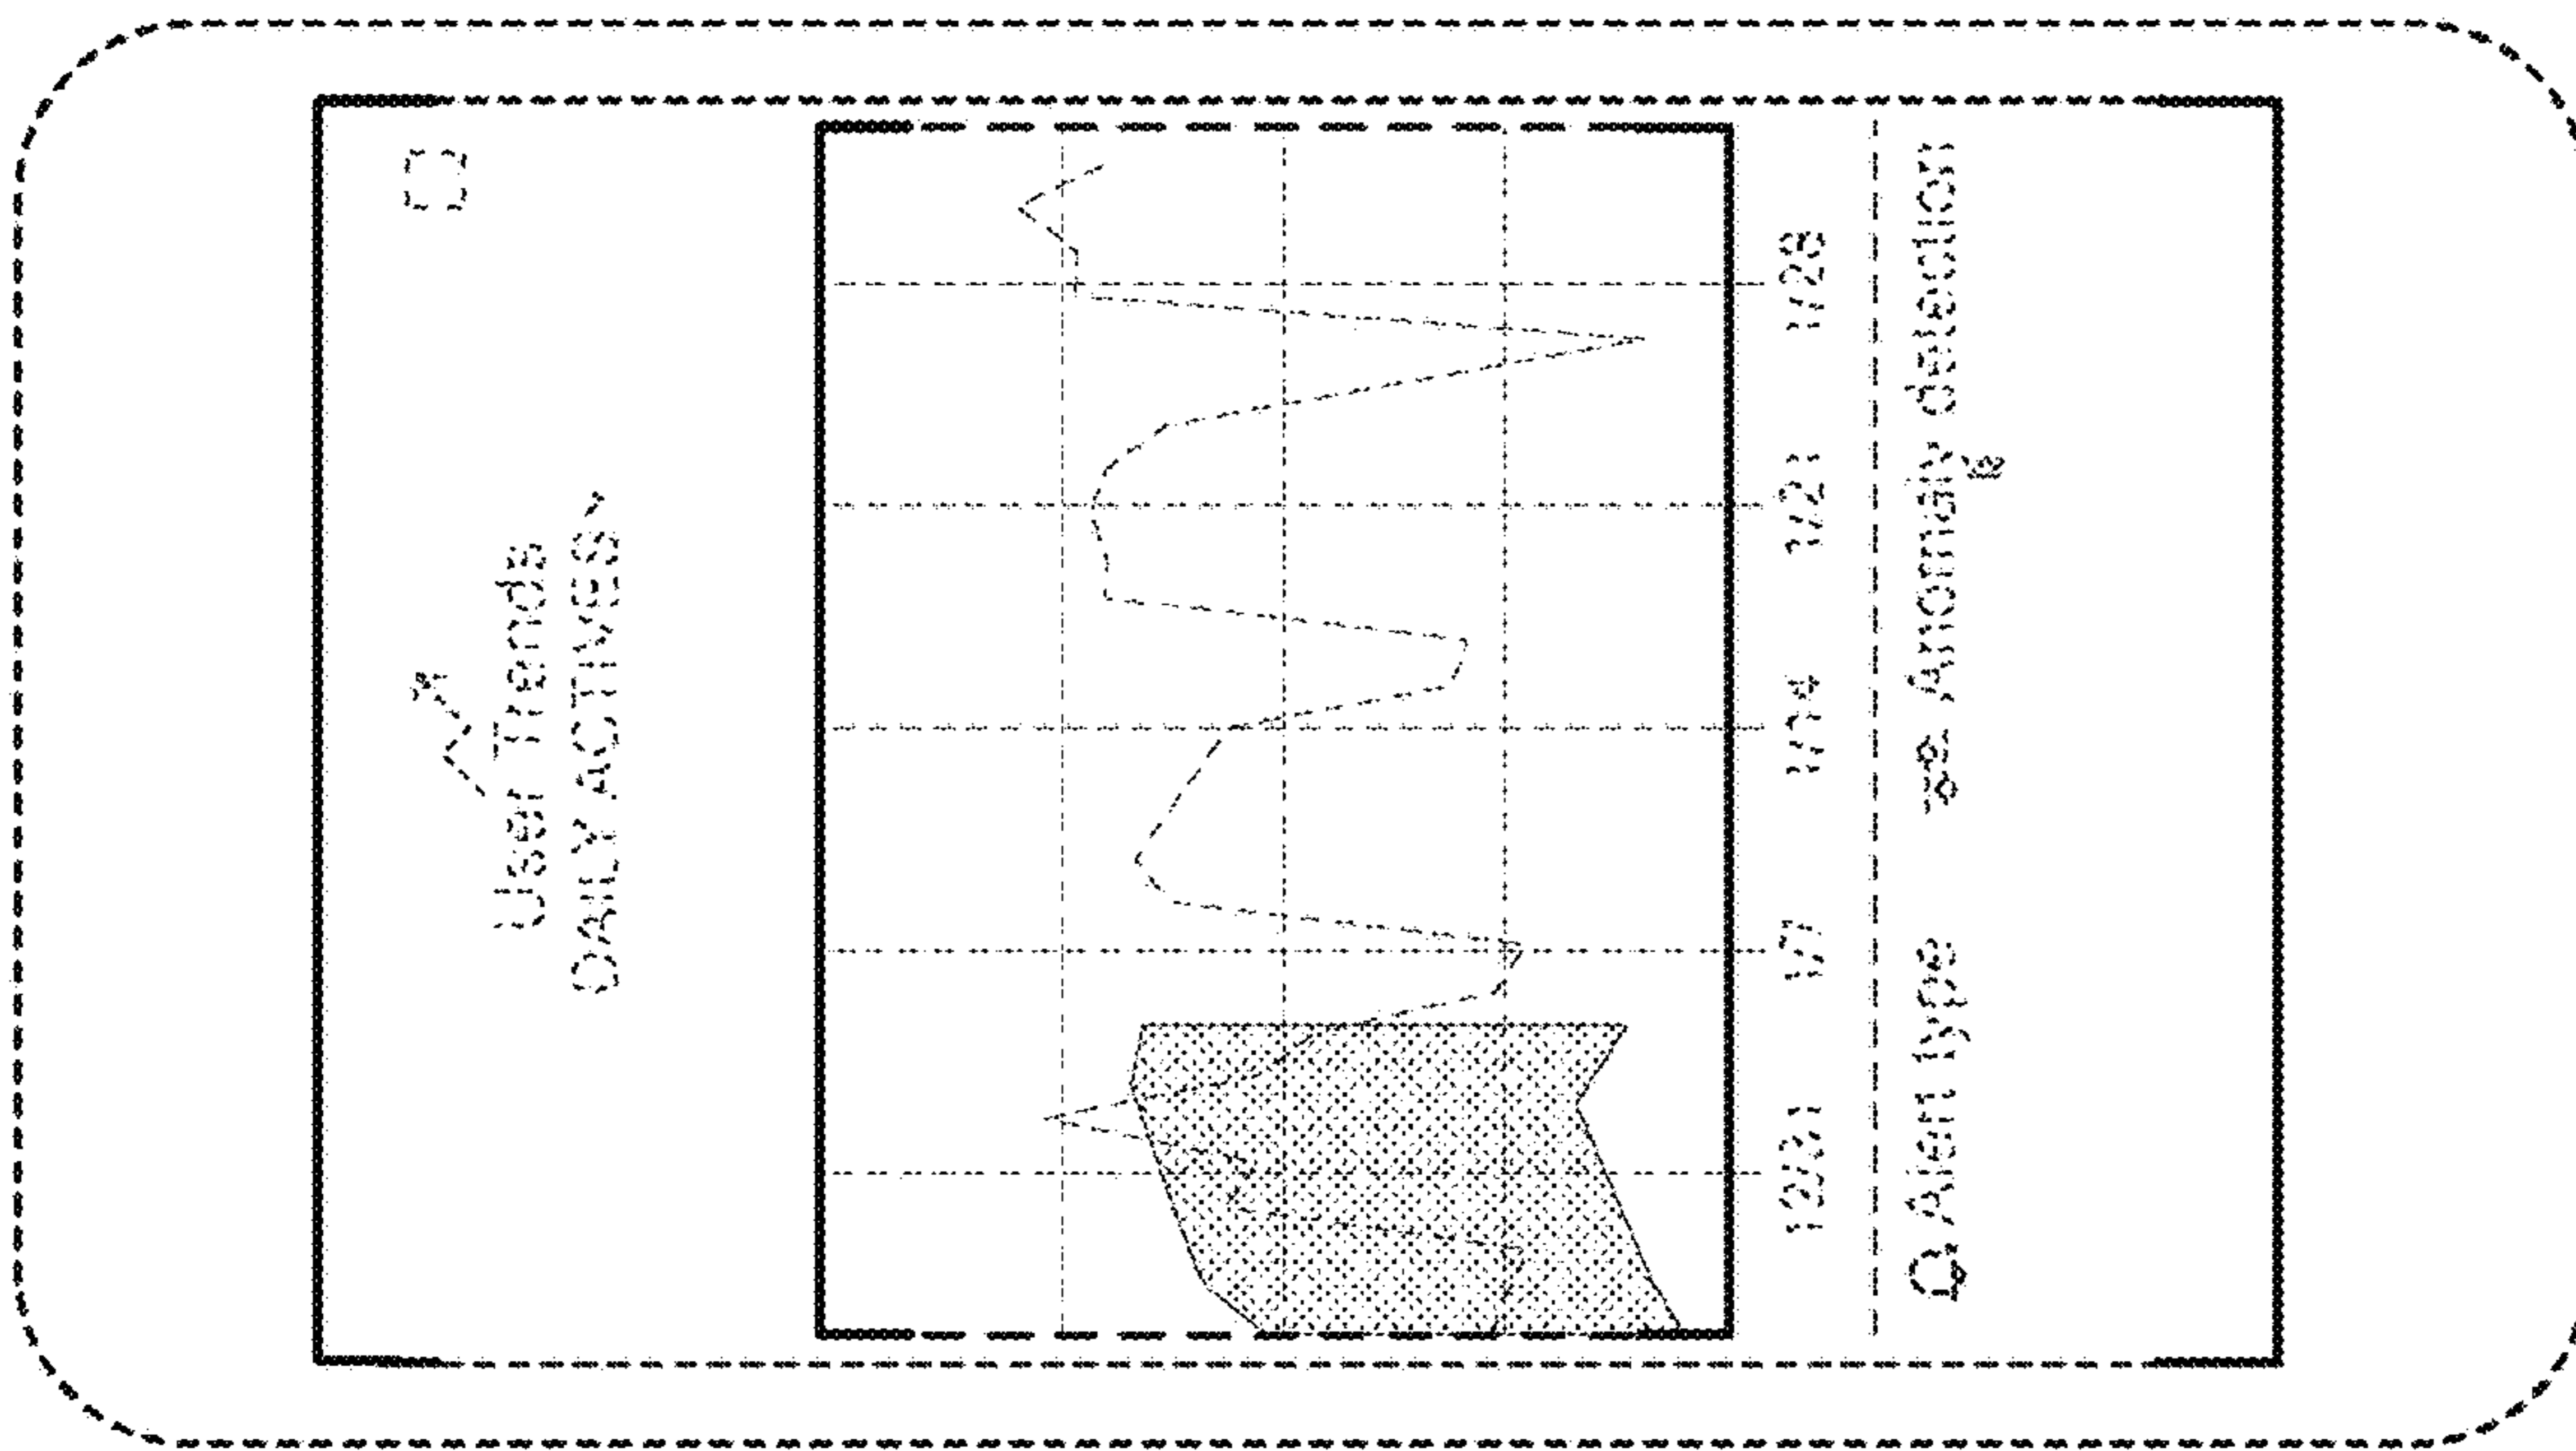 User Trends
DAILY ACTIVES
12/31 1/7 1/14 1/21 1/28
Alert type Anomaly detection